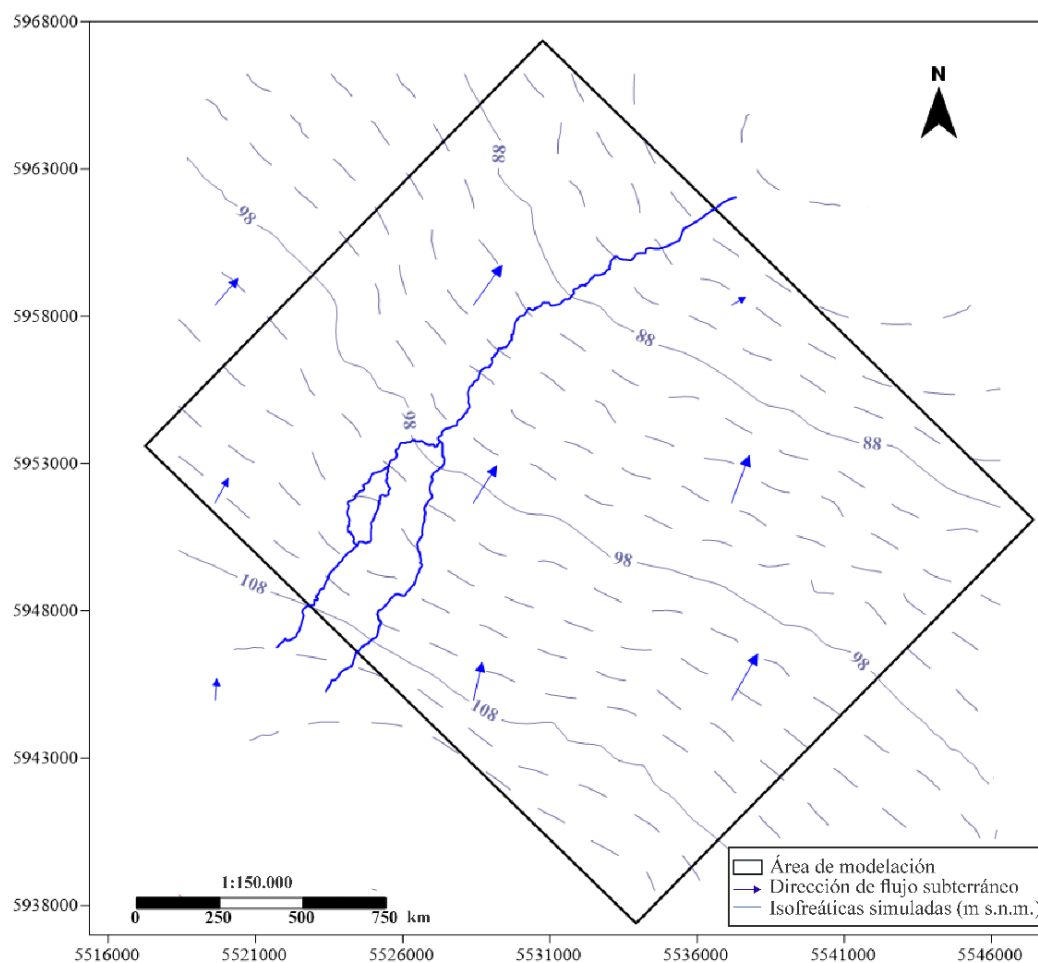 5968000
N
88
5963000
98
5958000
88
98
88
5953000
98
108
5948000
98
108
5943000
Área de modelación
1:150.000
Dirección de flujo subterráneo
Isofreáticas simuladas (m s.n.m.)
5938000
0 250 500 750 km
5516000 5521000 5526000 5531000 5536000 5541000 5546000